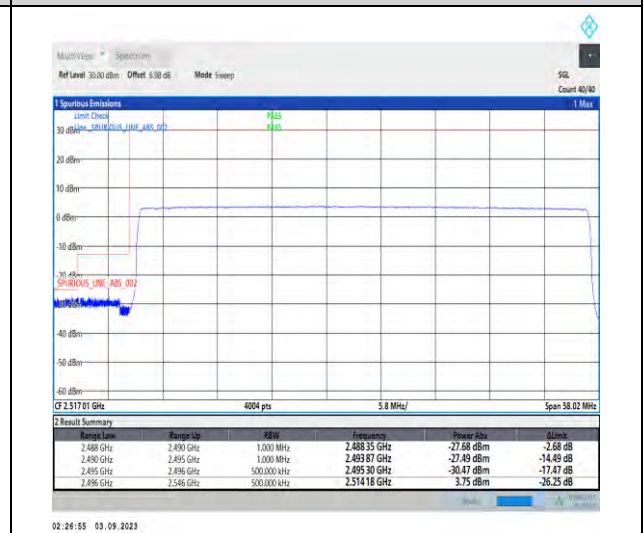 MultiView Spectrum
Ref Level 30.00 dBm Offset 6.98 dB Mode Sweep SGL
Count 40/40
1 Spurious Emissions 1 Max
Limit Check PASS
30 dBm Line _SPURIOUS_LINE_ABS_002 PASS
20 dBm
10 dBm
0 dBm
-10 dBm
-20 dBm
_SPURIOUS_LINE_ABS_002
-40 dBm
-50 dBm
-60 dBm
CF 2.517 01 GHz 4004 pts 5.8 MHz/ Span 58.02 MHz
2 Result Summary
Range Low Range Up RBW Frequency Power Abs ΔLimit
2.488 GHz 2.490 GHz 1.000 MHz 2.488 35 GHz -27.68 dBm -2.68 dB
2.490 GHz 2.495 GHz 1.000 MHz 2.493 87 GHz -27.49 dBm -14.49 dB
2.495 GHz 2.496 GHz 500.000 kHz 2.495 30 GHz -30.47 dBm -17.47 dB
2.496 GHz 2.546 GHz 500.000 kHz 2.514 18 GHz 3.75 dBm -26.25 dB
02:26:55 03.09.2023